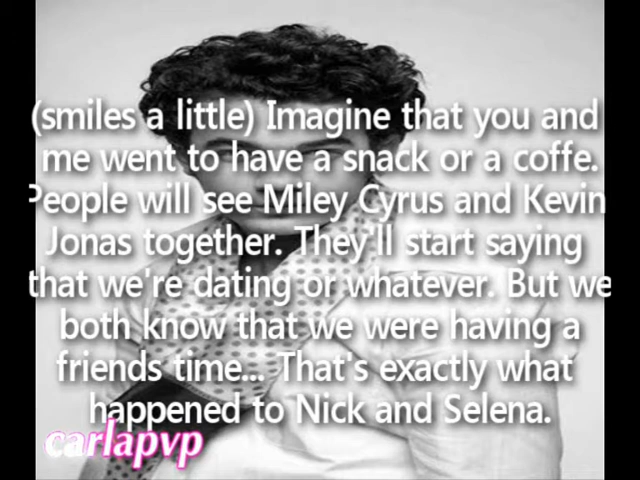 (smiles a little) Imagine that you and
me went to have a snack or a coffe.
People will see Miley Cyrus and Kevin
Jonas together. They'll start saying
that we're dating or whatever. But we
both know that we were having a
friends time... That's exactly what
happened to Nick and Selena.
carlapvp